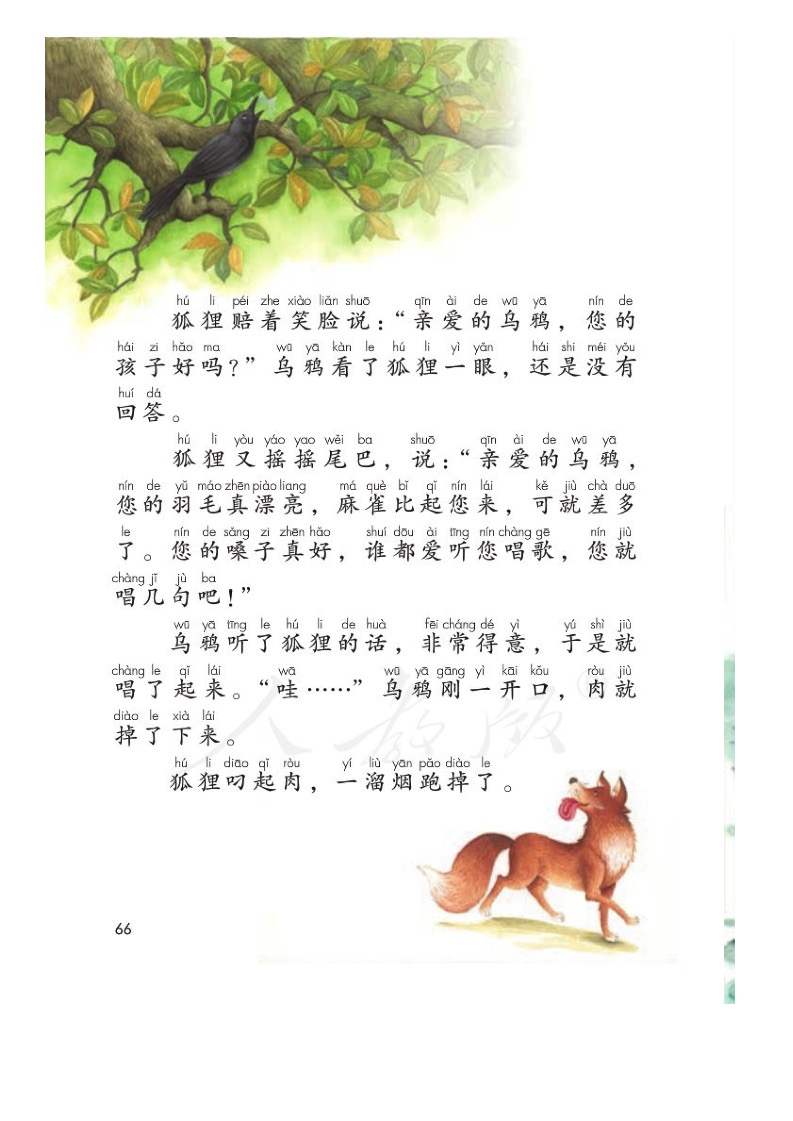 hú li péi zhe xiào liǎn shuō qīn ài de wū yā nín de
狐狸赔着笑脸说：“亲爱的乌鸦，您的
hái zi hǎo ma wū yā kàn le hú li yì yǎn hái shi méi yǒu
孩子好吗？”乌鸦看了狐狸一眼，还是没有
huí dá
回答。
hú li yòu yáo yao wěi ba shuō qīn ài de wū yā
狐狸又摇摇尾巴，说：“亲爱的乌鸦，
nín de yǔ máo zhēn piào liang má què bǐ qǐ nín lái kě jiù chà duō
您的羽毛真漂亮，麻雀比起您来，可就差多
le nín de sǎng zi zhēn hǎo shuí dōu ài tīng nín chàng gē nín jiù
了。您的嗓子真好，谁都爱听您唱歌，您就
chàng jǐ jù ba
唱几句吧！”
wū yā tīng le hú li de huà fēi cháng dé yì yú shì jiù
乌鸦听了狐狸的话，非常得意，于是就
chàng le qǐ lái wā wū yā gāng yì kāi kǒu ròu jiù
唱了起来。“哇……”乌鸦刚一开口，肉就
diào le xià lái
掉了下来。
hú li diāo qǐ ròu yí liù yān pǎo diào le
狐狸叼起肉，一溜烟跑掉了。
人教版®
66